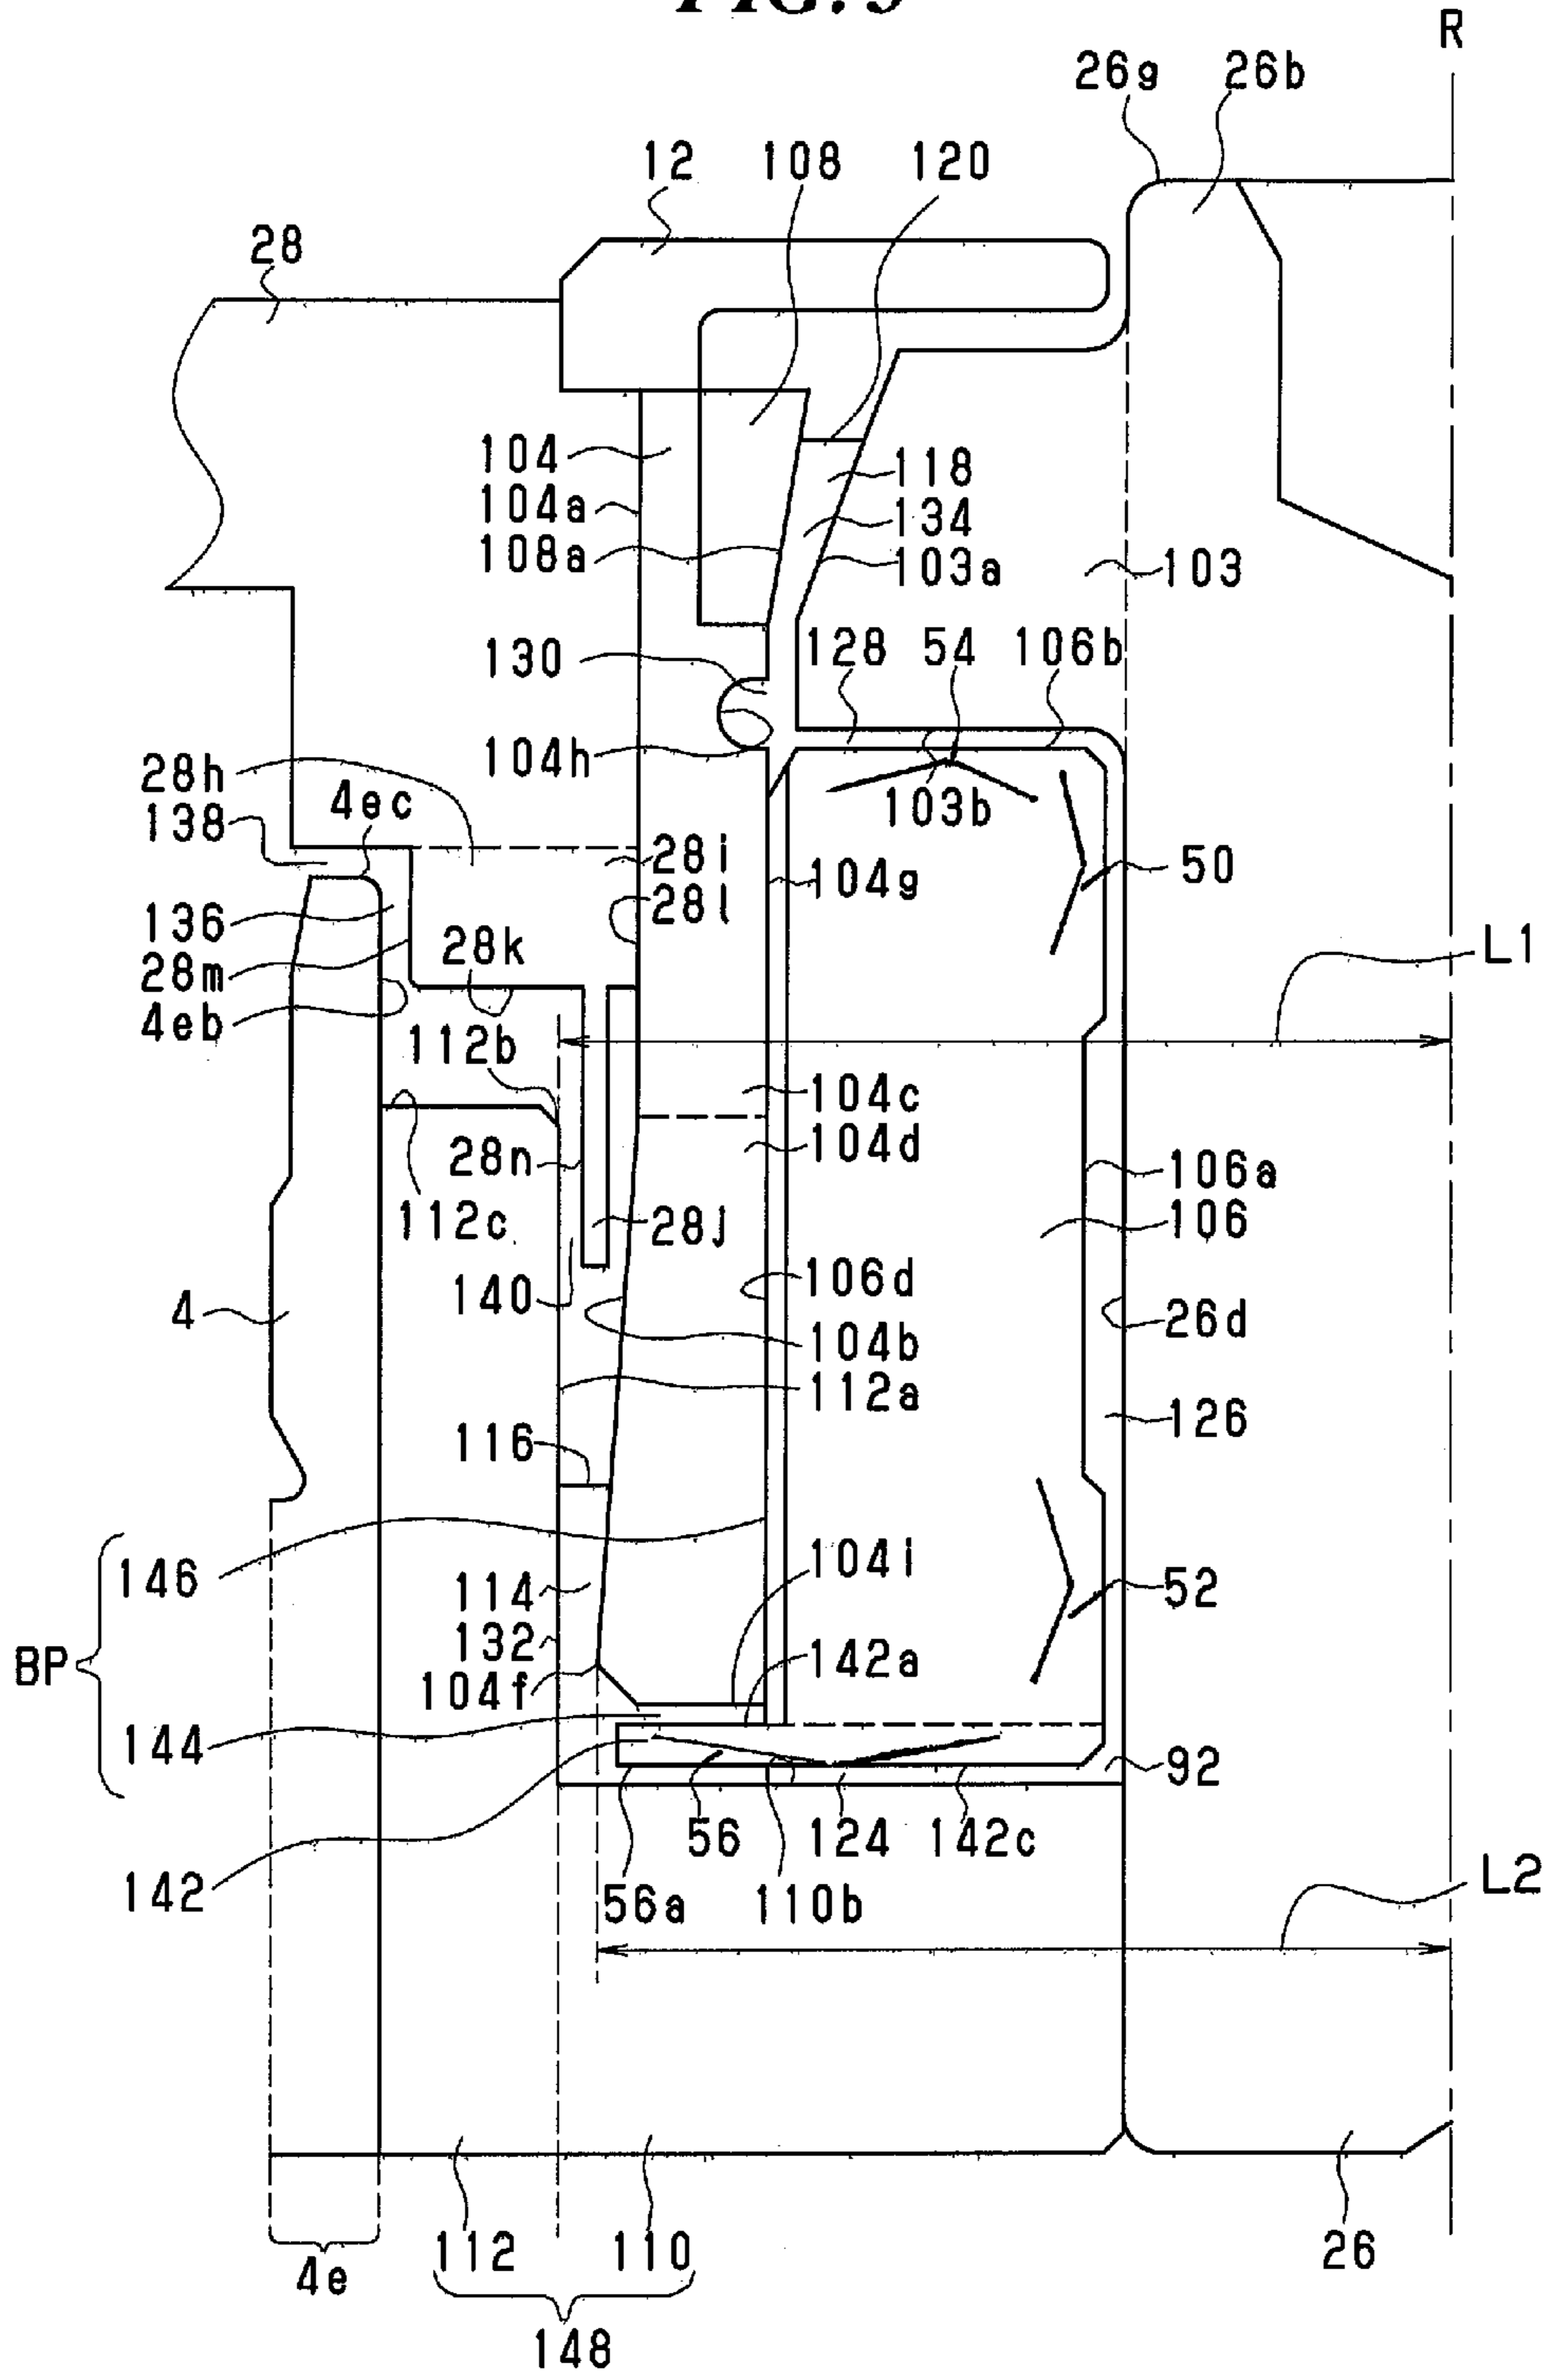 R
26g 26b
12 108 120
28
104 118
104a 134
108a 103a 103
130 128 54 106b
28h 104h
4ec 103b
138 28i 104g 50
28l
136 28k L1
28m
4eb 112b
104c
28n 104d
112c 106a
28j 106
140 106d
4 26d
104b
112a
116 126
146 104i
114 52
132 142a
BP 104f
144 92
56 124 142c
142 56a 110b L2
112 110 26
4e
148